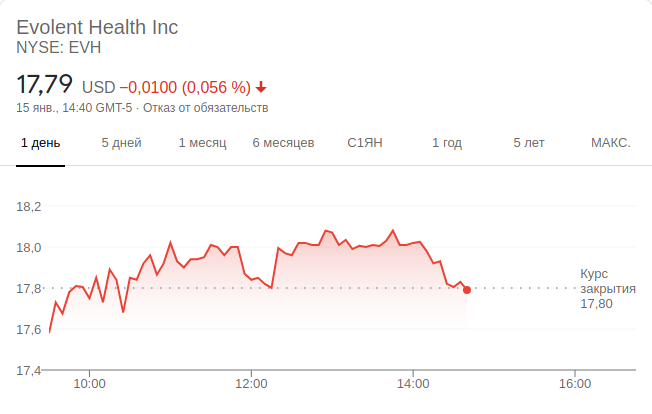 Evolent Health Inc
NYSE: EVH
17,79 USD −0,0100 (0,056 %)
15 янв., 14:40 GMT-5 · Отказ от обязательств
1 день 5 дней 1 месяц 6 месяцев С1ЯН 1 год 5 лет МАКС.
18,2
18,0
17,8
17,6
17,4
Курс
закрытия
17,80
10:00 12:00 14:00 16:00